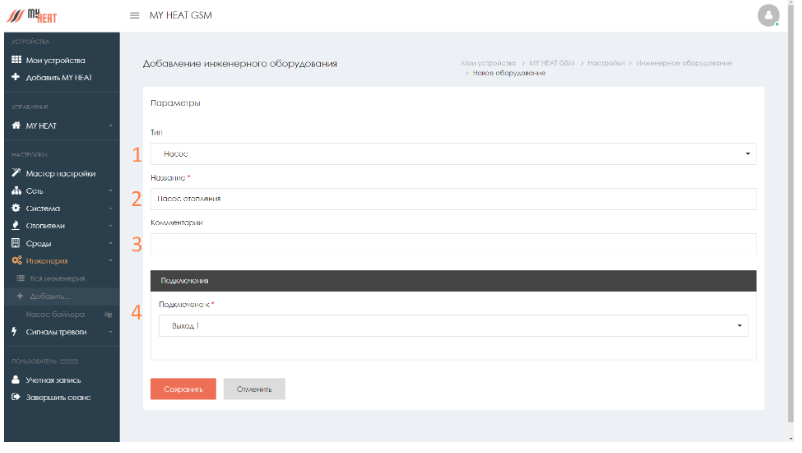 MYHEAT
MY HEAT GSM
УСТРОЙСТВА
Мои устройства
Добавить MY HEAT
УПРАВЛЕНИЕ
MY HEAT
НАСТРОЙКИ
Мастер настройки
Сеть
Система
Отопители
Среды
Инженерия
Вся инженерия
Добавить...
Насос бойлера
Сигналы тревоги
ПОЛЬЗОВАТЕЛЬ: 222222
Учетная запись
Завершить сеанс
Добавление инженерного оборудования
Мои устройства > MY HEAT GSM > Настройки > Инженерное оборудование
> Новое оборудование
Параметры
Тип
1
Насос
Название *
2
Насос отопления
Комментарии
3
Подключения
Подключено к *
4
Выход 1
Сохранить
Отменить